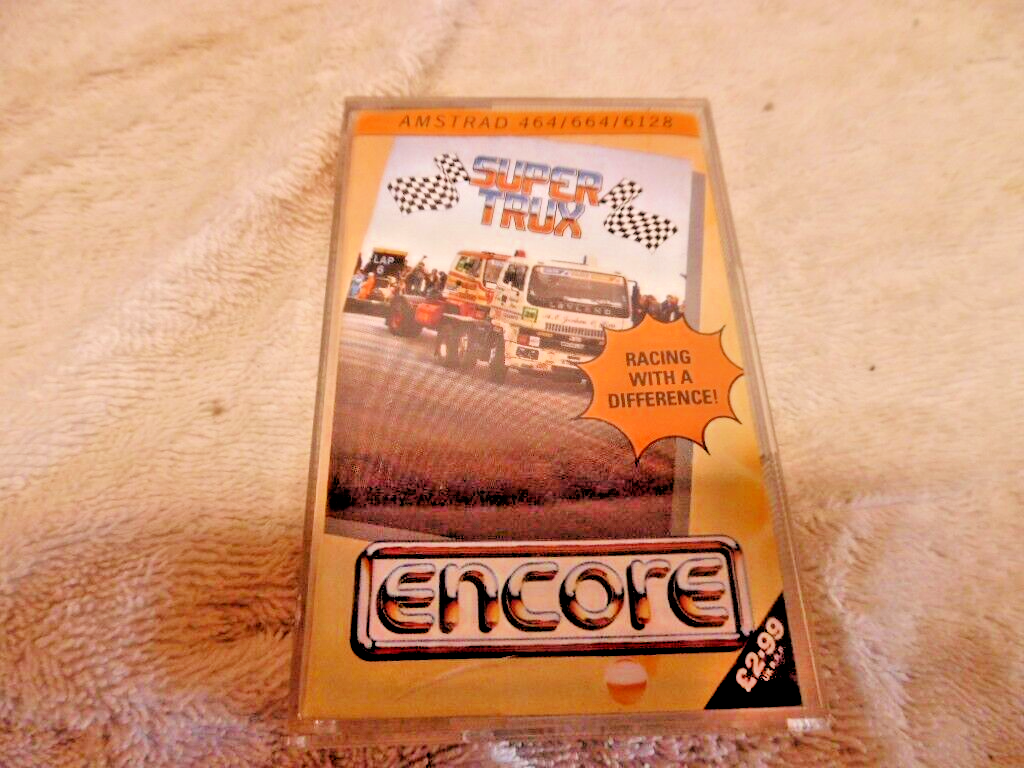 AMSTRAD 464/664/6128
SUPER
TRUX
LAP
6
RACING
WITH A
DIFFERENCE!
encore
£2.99